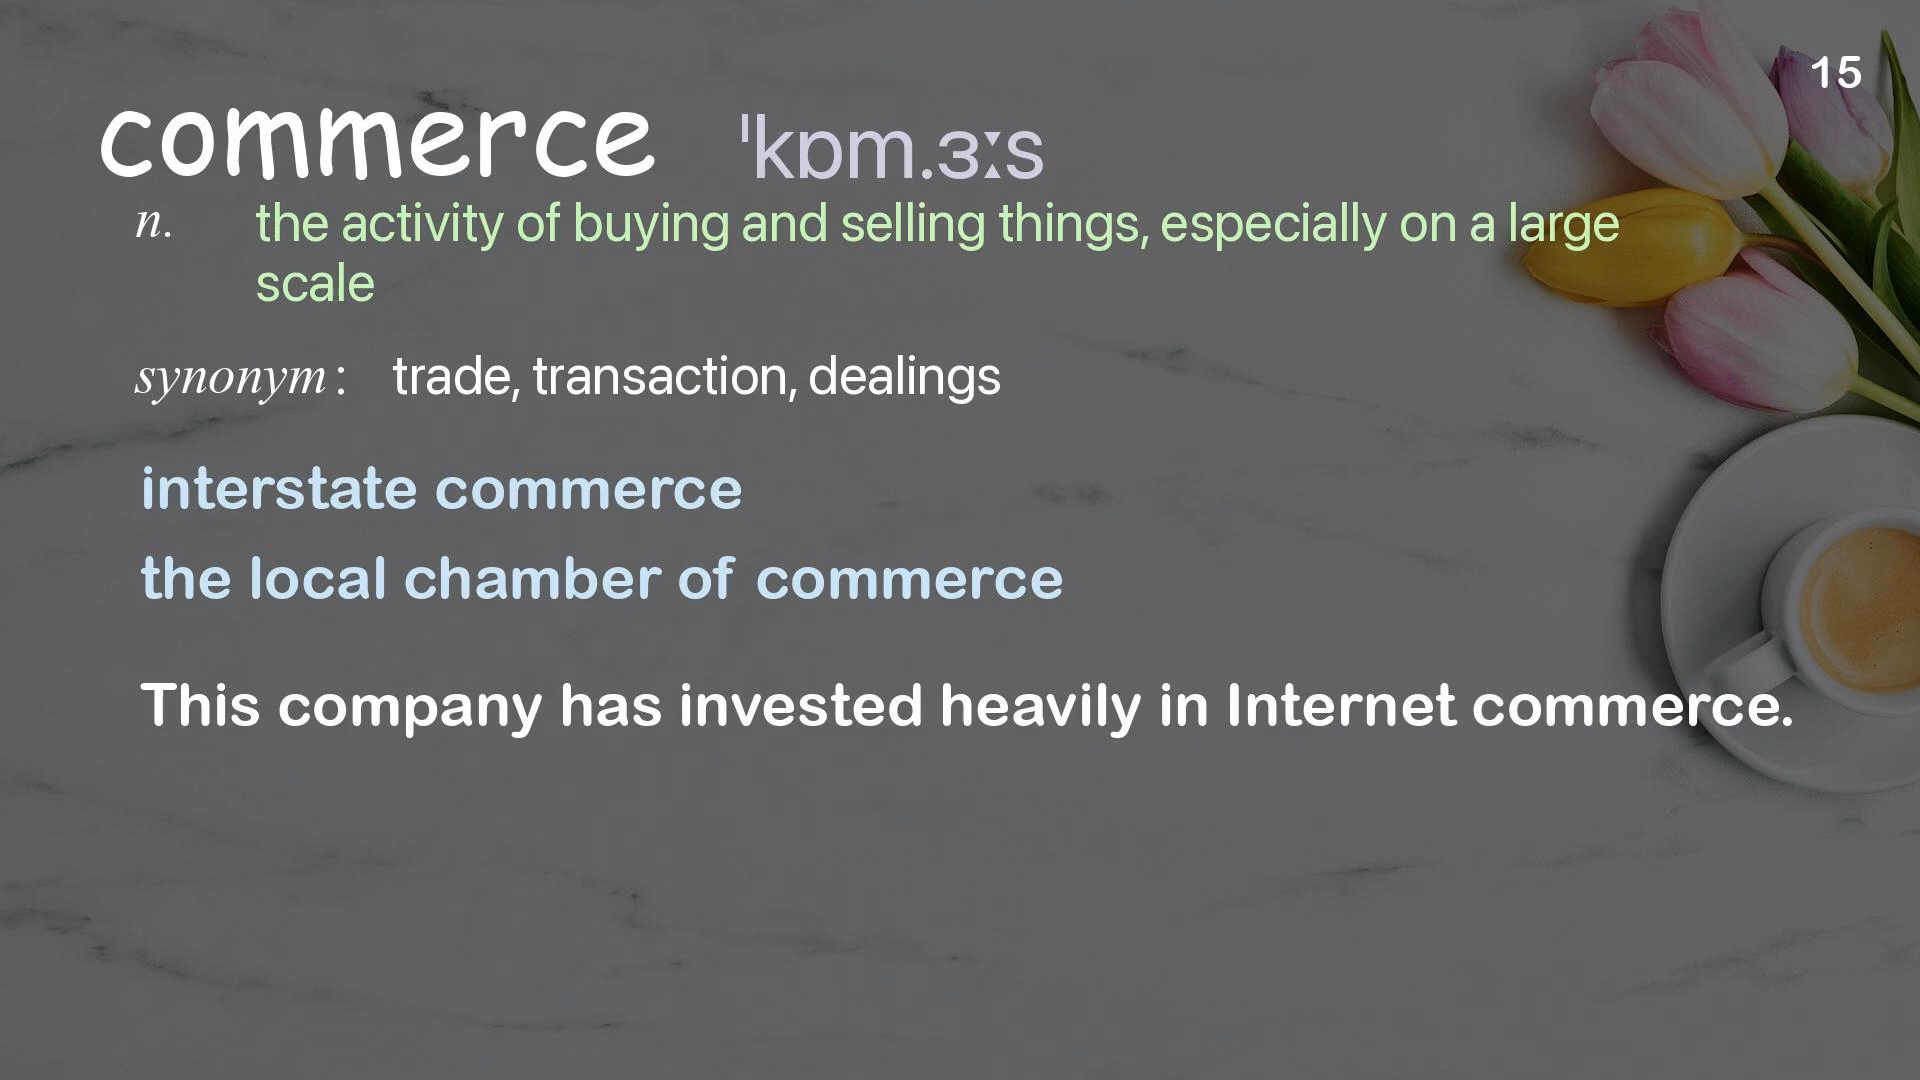 15
commerce ˈkɒm.ɜːs
n. the activity of buying and selling things, especially on a large
scale
synonym: trade, transaction, dealings
interstate commerce
the local chamber of commerce
This company has invested heavily in Internet commerce.